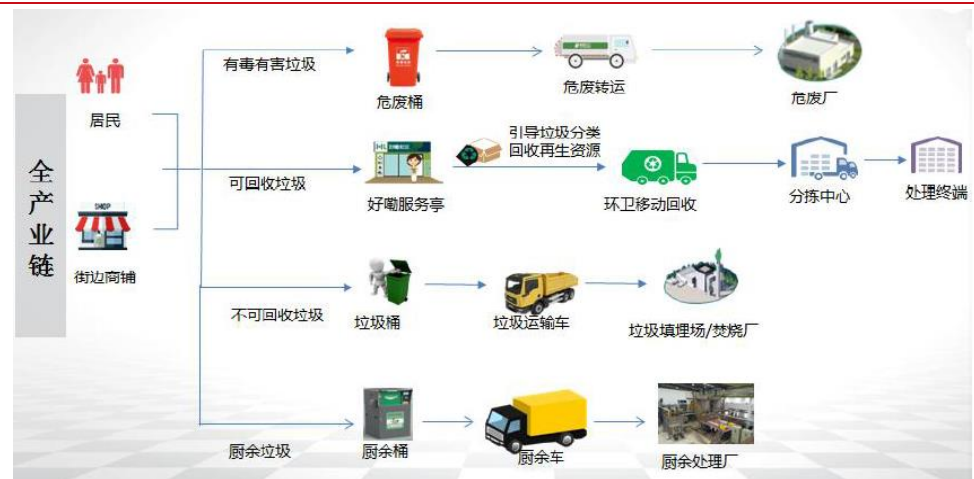 全产业链
居民
街边商铺
有毒有害垃圾
危废桶
危废转运
危废厂
可回收垃圾
好嘞服务亭
引导垃圾分类
回收再生资源
环卫移动回收
分拣中心
处理终端
不可回收垃圾
垃圾桶
垃圾运输车
垃圾填埋场/焚烧厂
厨余垃圾
厨余桶
厨余车
厨余处理厂
SHOP